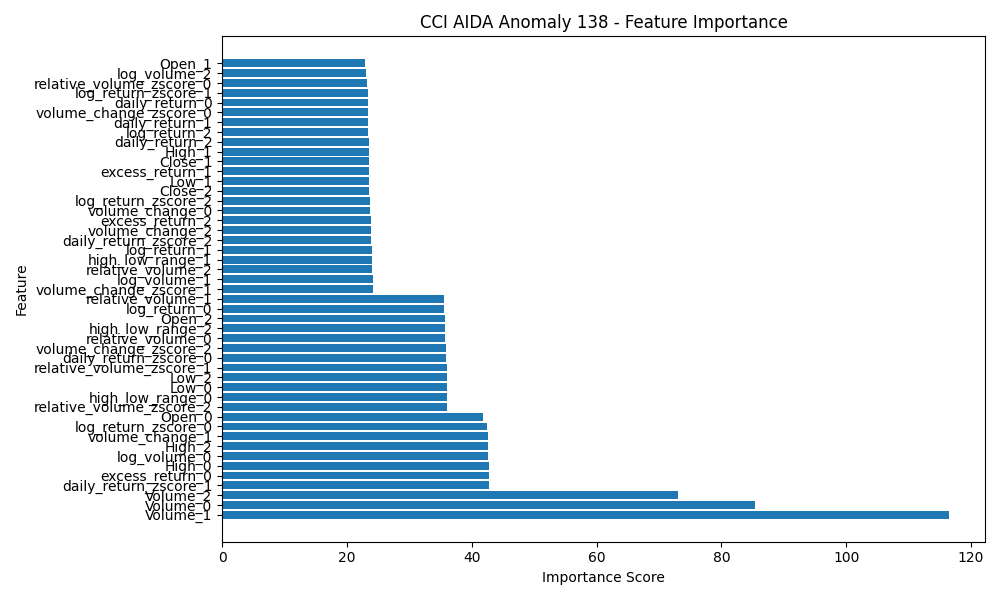 CCI AIDA Anomaly 138 - Feature Importance
Open_1
log_volume_2
relative_volume_zscore_0
log_return_zscore_1
daily_return_0
volume_change_zscore_0
daily_return_1
log_return_2
daily_return_2
High_1
Close_1
excess_return_1
Low_1
Close_2
log_return_zscore_2
volume_change_0
excess_return_2
volume_change_2
daily_return_zscore_2
log_return_1
high_low_range_1
relative_volume_2
log_volume_1
volume_change_zscore_1
relative_volume_1
log_return_0
Open_2
high_low_range_2
relative_volume_0
volume_change_zscore_2
daily_return_zscore_0
relative_volume_zscore_1
Low_2
Low_0
high_low_range_0
relative_volume_zscore_2
Open_0
log_return_zscore_0
volume_change_1
High_2
log_volume_0
High_0
excess_return_0
daily_return_zscore_1
Volume_2
Volume_0
Volume_1
Feature
0 20 40 60 80 100 120
Importance Score